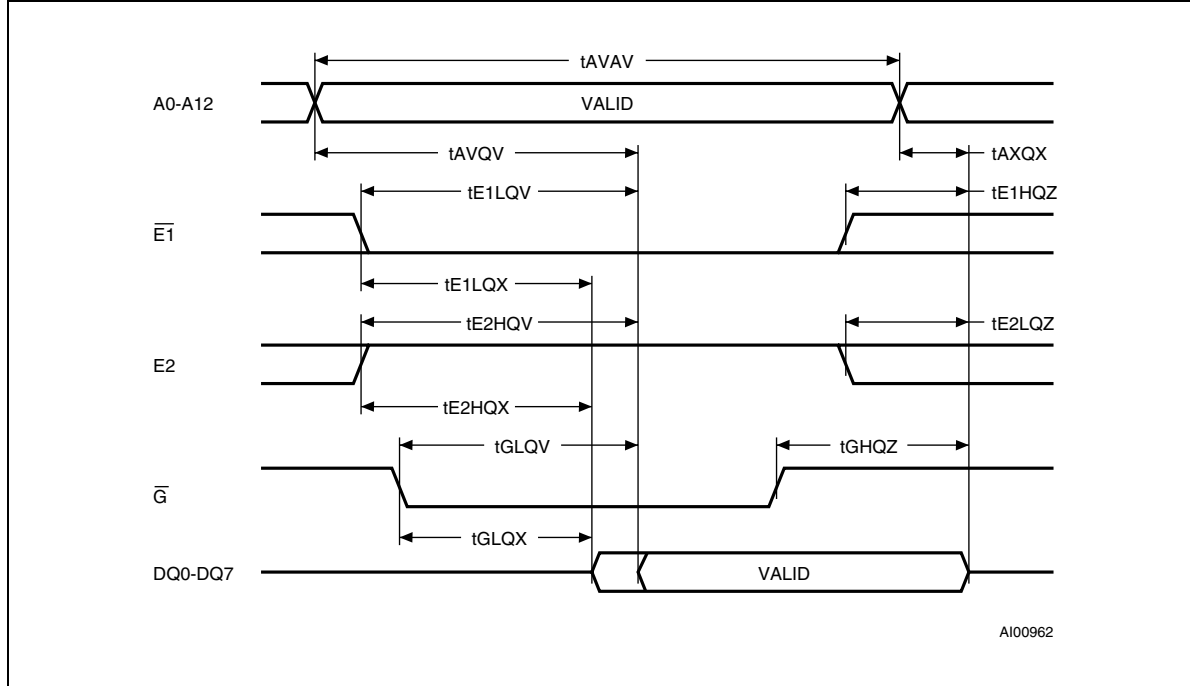 tAVAV
A0-A12 VALID
tAVQV tAXQX
tE1LQV tE1HQZ
E1
tE1LQX
tE2HQV tE2LQZ
E2
tE2HQX
tGLQV tGHQZ
G
tGLQX
DQ0-DQ7 VALID
AI00962